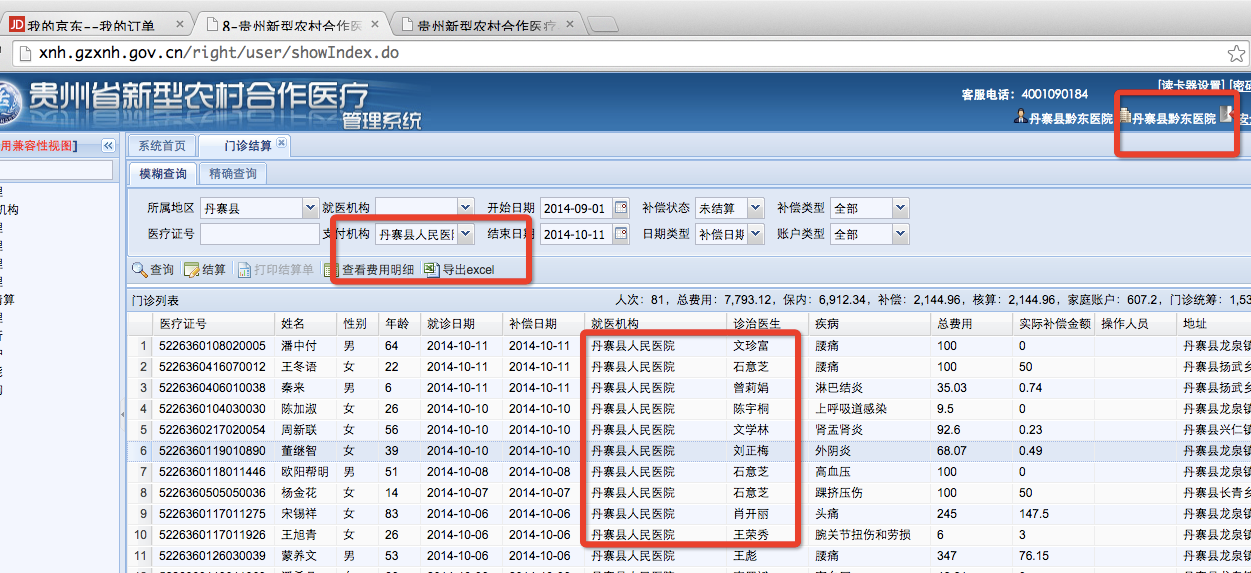 JD 我的京东--我的订单 × 8-贵州新型农村合作医 × 贵州新型农村合作医疗 ×
xnh.gzxnh.gov.cn/right/user/showIndex.do
[读卡器设置] [密
贵州省新型农村合作医疗
管理系统
客服电话：4001090184
丹寨县黔东医院 丹寨县黔东医院
用兼容性视图] «
系统首页 门诊结算
模糊查询 精确查询
所属地区 丹寨县 就医机构 开始日期 2014-09-01 补偿状态 未结算 补偿类型 全部
机构
医疗证号 支付机构 丹寨县人民医 结束日期 2014-10-11 日期类型 补偿日期 账户类型 全部
查询 结算 打印结算单 查看费用明细 导出excel
门诊列表 人次：81，总费用：7,793.12，保内：6,912.34，补偿：2,144.96，核算：2,144.96，家庭账户：607.2，门诊统筹：1,53
医疗证号 姓名 性别 年龄 就诊日期 补偿日期 就医机构 诊治医生 疾病 总费用 实际补偿金额 操作人员 地址
1 5226360108020005 潘中付 男 64 2014-10-11 2014-10-11 丹寨县人民医院 文珍富 腰痛 100 0 丹寨县龙泉镇
2 5226360416070012 王冬语 女 22 2014-10-11 2014-10-11 丹寨县人民医院 石意芝 腰痛 100 50 丹寨县扬武乡
3 5226360406010038 秦来 男 6 2014-10-11 2014-10-11 丹寨县人民医院 曾莉娟 淋巴结炎 35.03 0.74 丹寨县扬武乡
4 5226360104030030 陈加淑 女 26 2014-10-10 2014-10-10 丹寨县人民医院 陈宇桐 上呼吸道感染 9.5 0 丹寨县龙泉镇
5 5226360217020054 周新联 女 56 2014-10-10 2014-10-10 丹寨县人民医院 文学林 肾盂肾炎 92.6 0.23 丹寨县兴仁镇
6 5226360119010890 董继智 女 39 2014-10-10 2014-10-10 丹寨县人民医院 刘正梅 外阴炎 68.07 0.49 丹寨县龙泉镇
7 5226360118011446 欧阳帮明 男 51 2014-10-08 2014-10-08 丹寨县人民医院 石意芝 高血压 100 0 丹寨县龙泉镇
8 5226360505050036 杨金花 女 14 2014-10-07 2014-10-07 丹寨县人民医院 石意芝 踝挤压伤 100 50 丹寨县长青乡
9 5226360117011275 宋锡祥 女 83 2014-10-06 2014-10-06 丹寨县人民医院 肖开丽 头痛 245 147.5 丹寨县龙泉镇
10 5226360117011926 王旭青 女 26 2014-10-06 2014-10-06 丹寨县人民医院 王荣秀 腕关节扭伤和劳损 6 3 丹寨县龙泉镇
11 5226360126030039 蒙养文 男 53 2014-10-06 2014-10-06 丹寨县人民医院 王彪 腰痛 347 76.15 丹寨县龙泉镇